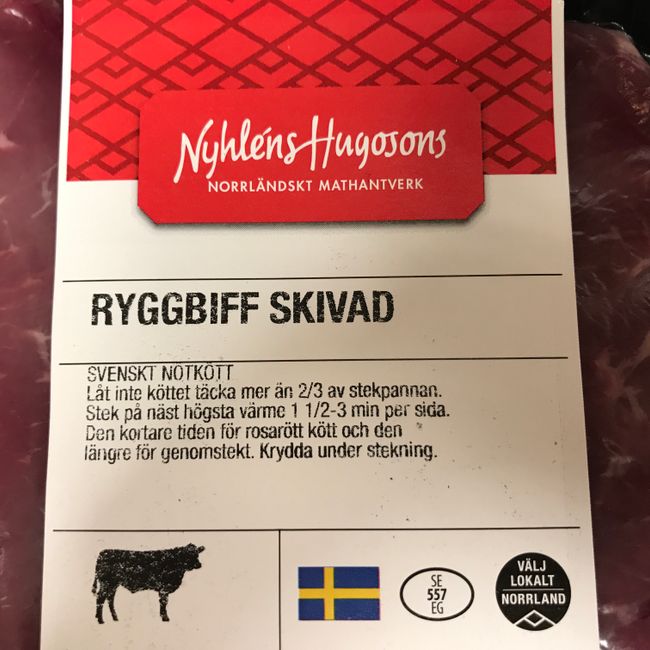 Nyhléns Hugosons
NORRLÄNDSKT MATHANTVERK
RYGGBIFF SKIVAD
SVENSKT NÖTKÖTT
Låt inte köttet täcka mer än 2/3 av stekpannan.
Stek på näst högsta värme 1 1/2-3 min per sida.
Den kortare tiden för rosarött kött och den
längre för genomstekt. Krydda under stekning.
SE
557
EG
VÄLJ
LOKALT
NORRLAND